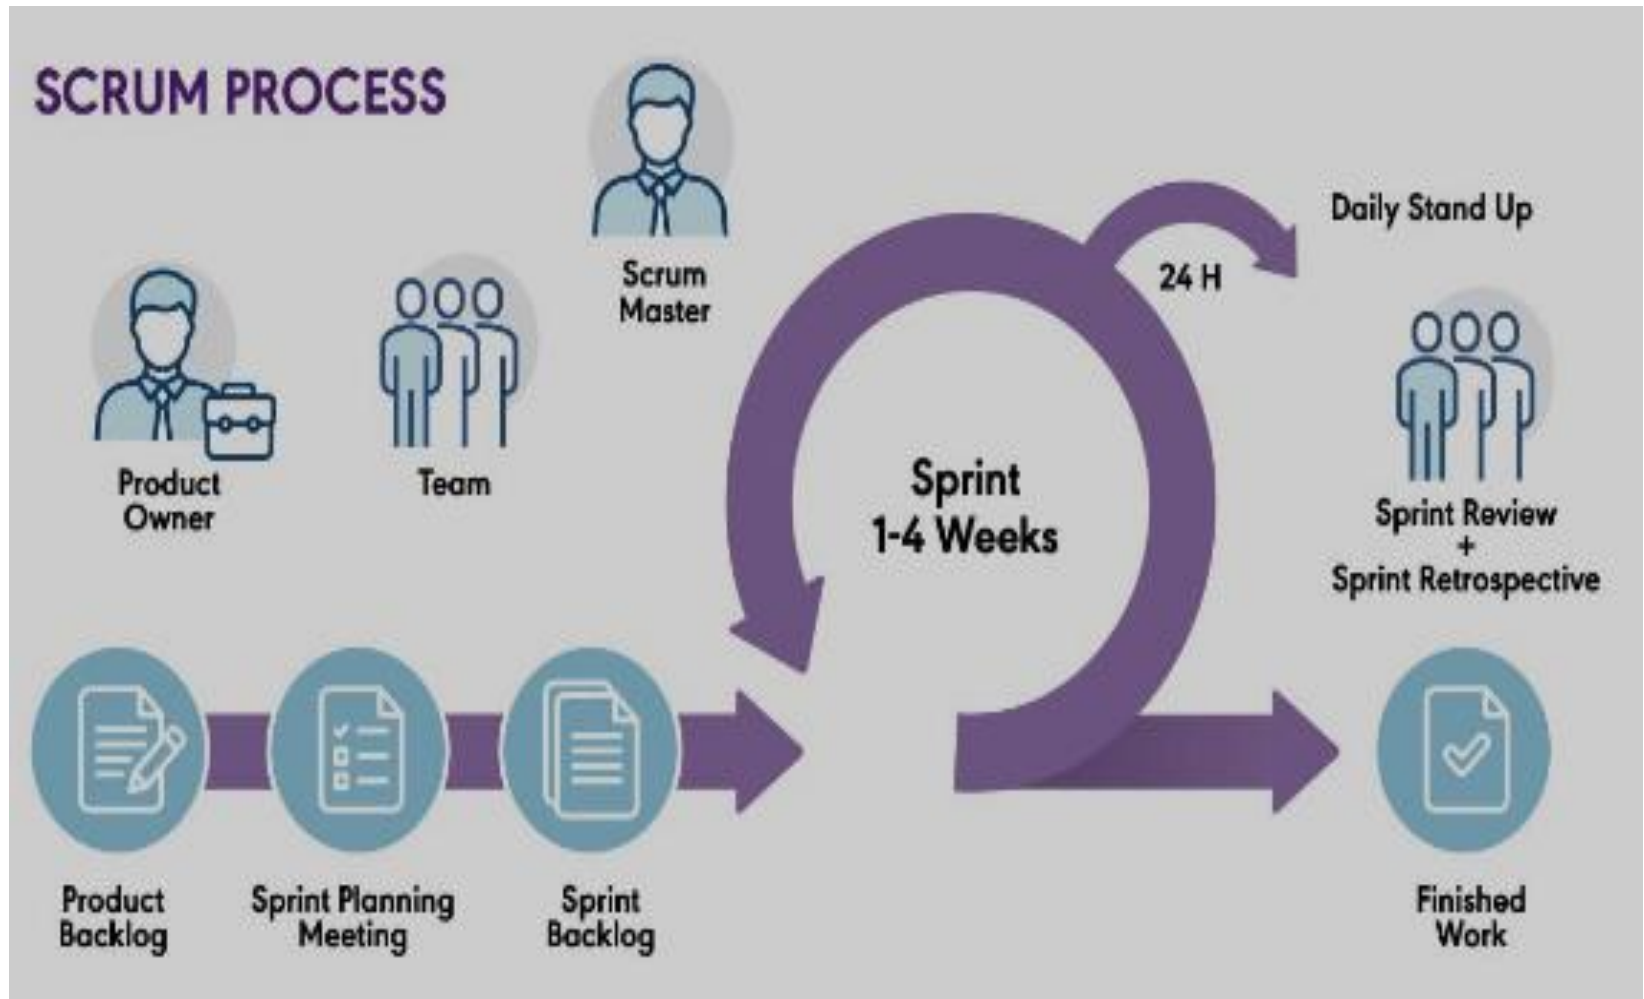 SCRUM PROCESS
Scrum
Master
Product
Owner
Team
Daily Stand Up
24 H
Sprint
1-4 Weeks
Sprint Review
+
Sprint Retrospective
Product
Backlog
Sprint Planning
Meeting
Sprint
Backlog
Finished
Work